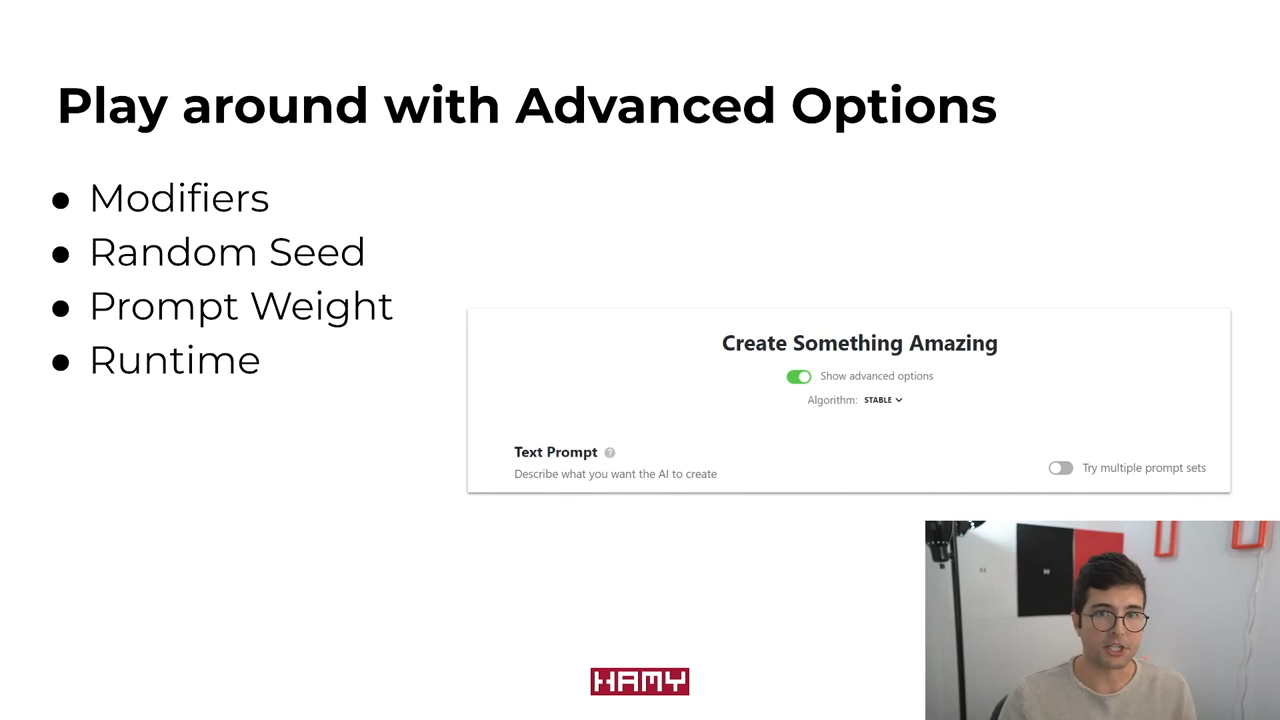 Play around with Advanced Options
● Modifiers
● Random Seed
● Prompt Weight
● Runtime
Create Something Amazing
Show advanced options
Algorithm: STABLE
Text Prompt ?
Describe what you want the AI to create
Try multiple prompt sets
HAMY